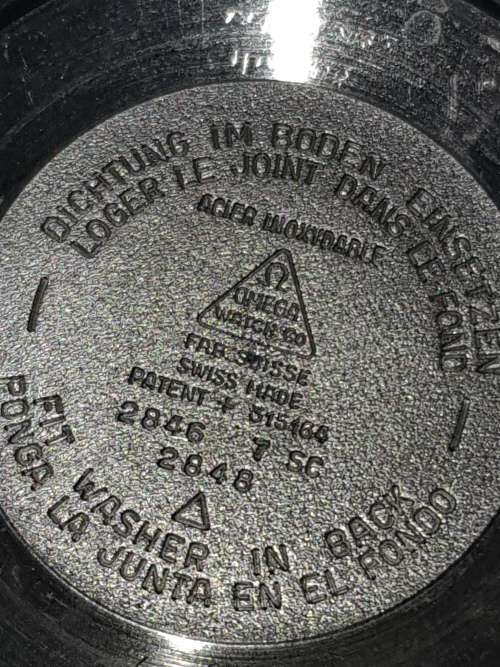 DICHTUNG IM BODEN EINSETZEN
LOGER LE JOINT DANS LE FOND
ACIER INOXYDABLE
Ω
OMEGA
WATCH CO
FAB. SUISSE
SWISS MADE
PATENT + 315464
2846 7 SC
2848
FIT WASHER IN BACK
PONGA LA JUNTA EN EL FONDO